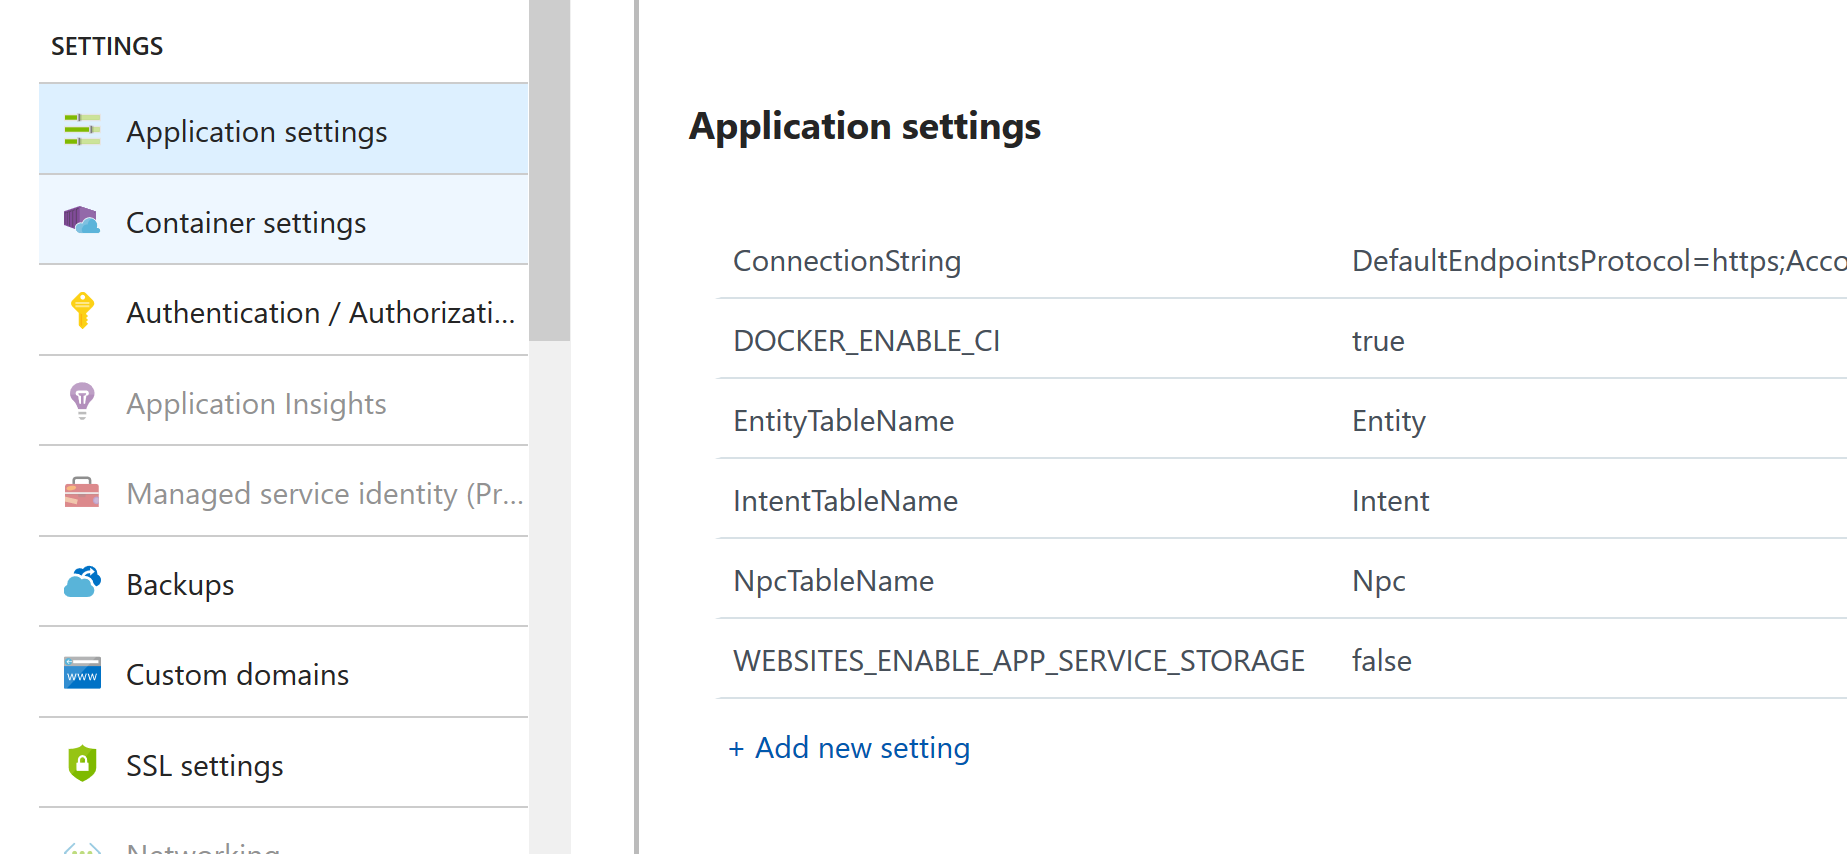 SETTINGS
Application settings
Container settings
Authentication / Authorizati...
Application Insights
Managed service identity (Pr...
Backups
www
Custom domains
SSL settings
Networking
Application settings
ConnectionString DefaultEndpointsProtocol=https;Acco
DOCKER_ENABLE_CI true
EntityTableName Entity
IntentTableName Intent
NpcTableName Npc
WEBSITES_ENABLE_APP_SERVICE_STORAGE false
+ Add new setting